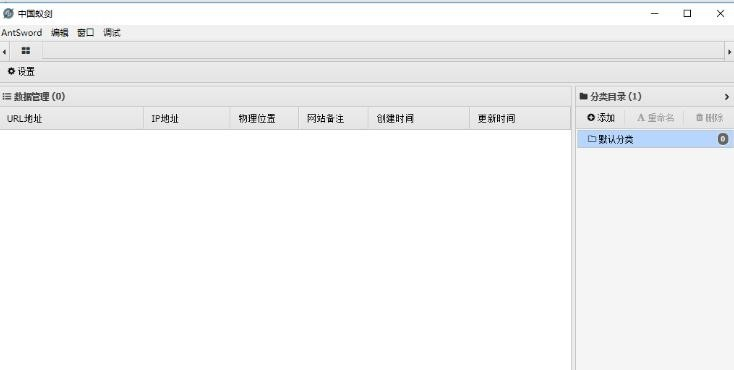 中国蚁剑
AntSword 编辑 窗口 调试
设置
数据管理 (0)
URL地址 IP地址 物理位置 网站备注 创建时间 更新时间
分类目录 (1)
添加 重命名 删除
默认分类 0